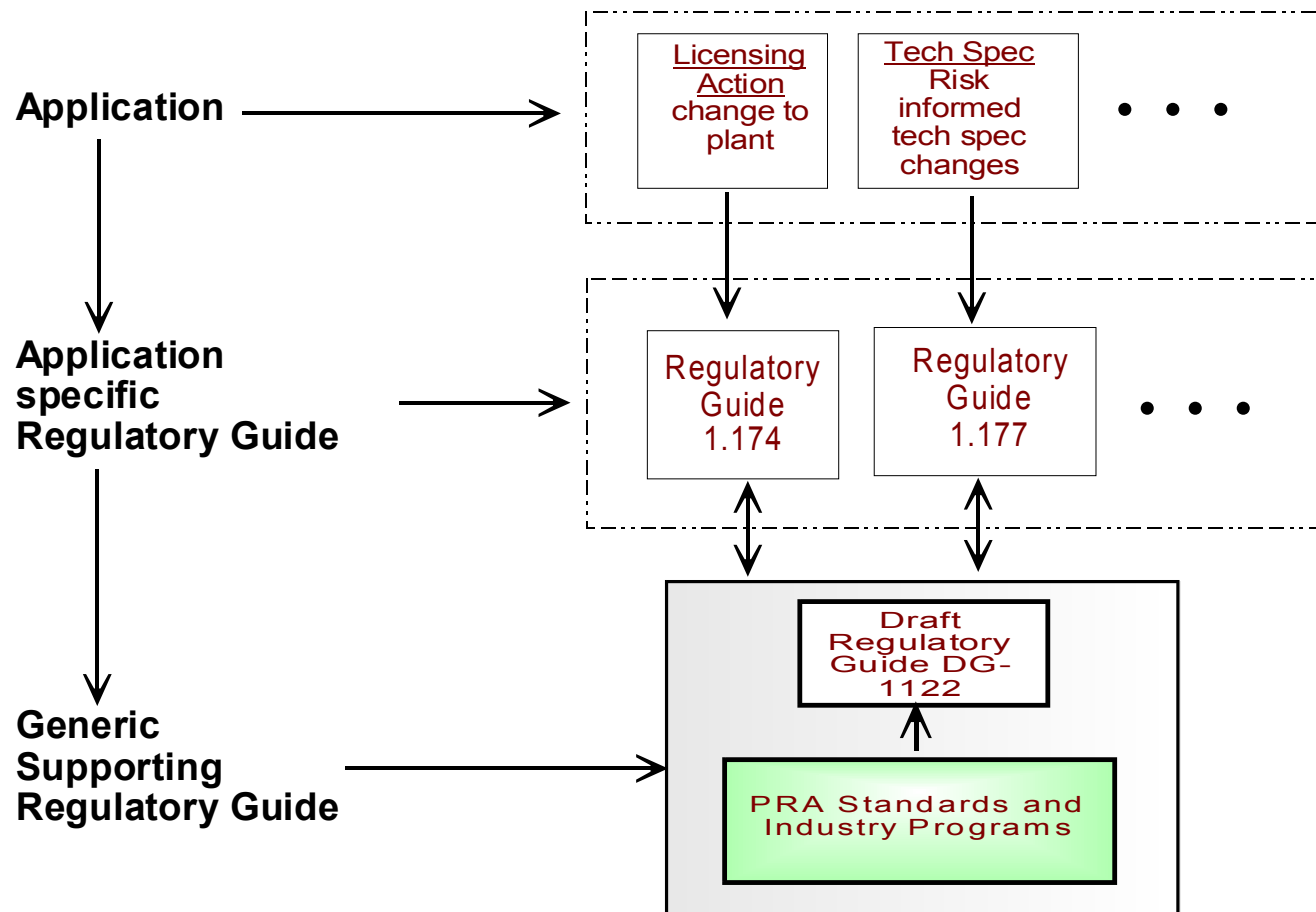 Application
Licensing
Action
change to
plant
Tech Spec
Risk
informed
tech spec
changes
• • •
Application
specific
Regulatory Guide
Regulatory
Guide
1.174
Regulatory
Guide
1.177
• • •
Generic
Supporting
Regulatory Guide
Draft
Regulatory
Guide DG-
1122
PRA Standards and
Industry Programs